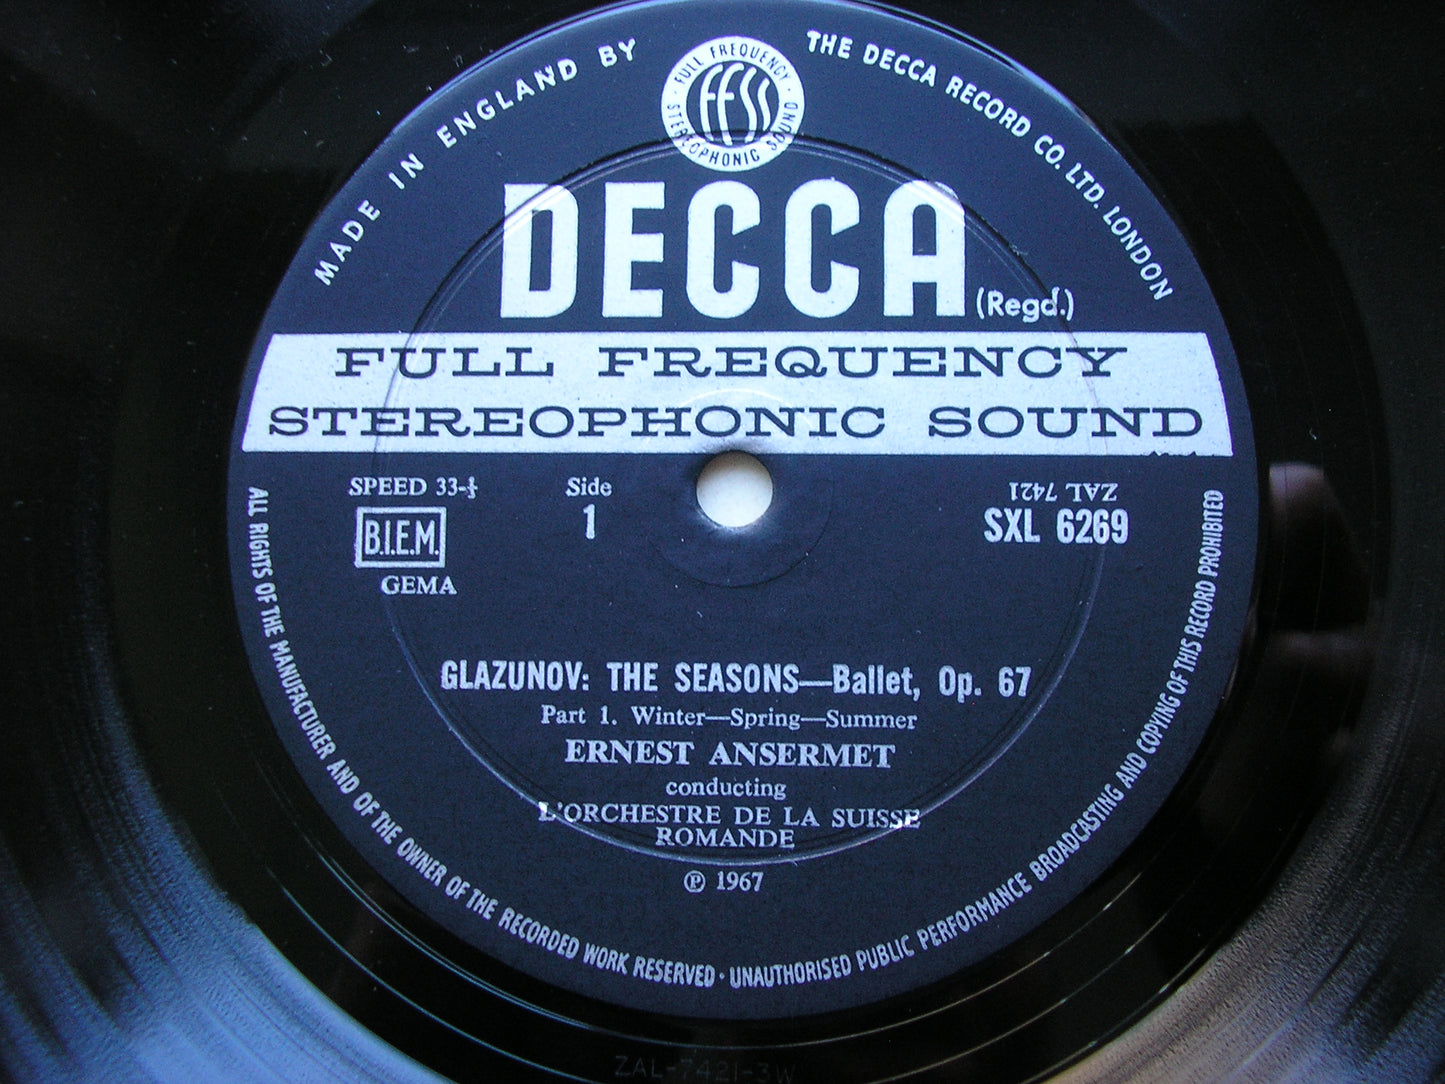 MADE IN ENGLAND BY
THE DECCA RECORD CO. LTD. LONDON
FULL FREQUENCY
STEREOPHONIC SOUND
FFSS
DECCA (Regd.)
FULL FREQUENCY
STEREOPHONIC SOUND
SPEED 33-⅓
Side
1
ZAL 7421
SXL 6269
B.I.E.M.
GEMA
GLAZUNOV: THE SEASONS—Ballet, Op. 67
Part 1. Winter—Spring—Summer
ERNEST ANSERMET
conducting
L'ORCHESTRE DE LA SUISSE
ROMANDE
℗ 1967
ALL RIGHTS OF THE MANUFACTURER AND OF THE OWNER OF THE RECORDED WORK RESERVED · UNAUTHORISED PUBLIC PERFORMANCE BROADCASTING AND COPYING OF THIS RECORD PROHIBITED
ZAL-7421-3W